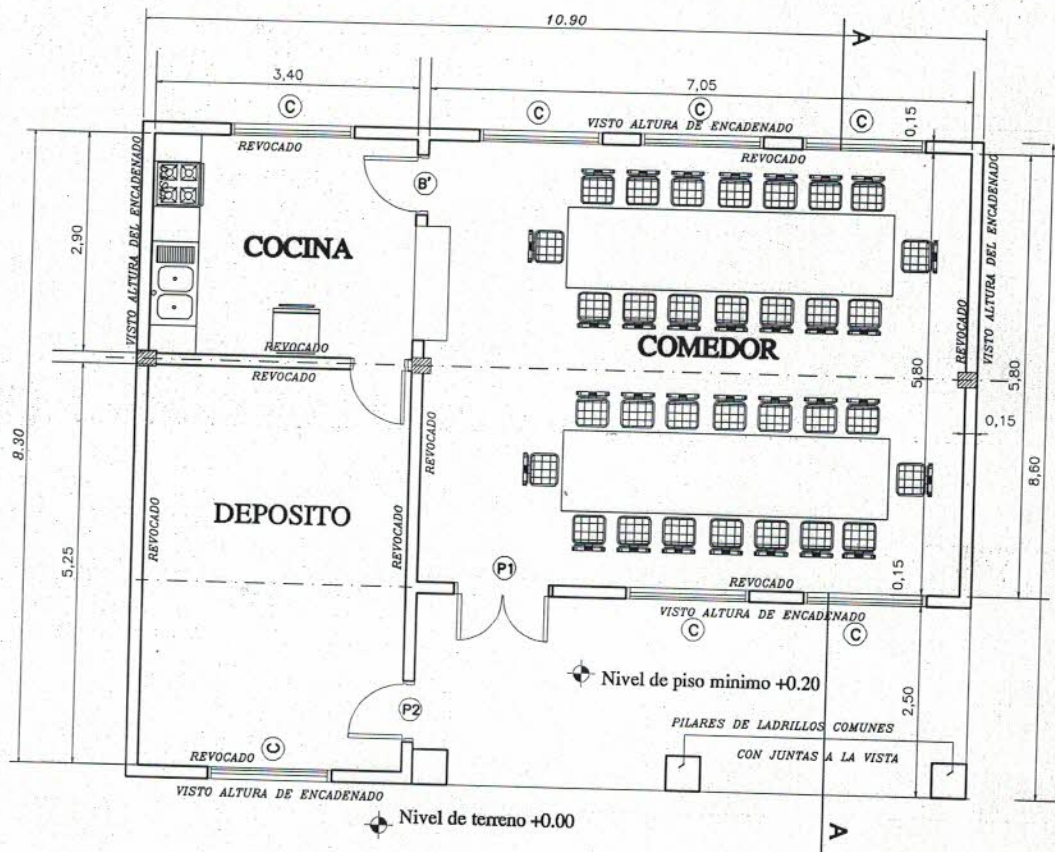 10.90
A
3,40
7,05
C
C
C
C
VISTO ALTURA DE ENCADENADO
0,15
REVOCADO
REVOCADO
B'
VISTO ALTURA DEL ENCADENADO
VISTO ALTURA DEL ENCADENADO
2,90
COCINA
REVOCADO
COMEDOR
REVOCADO
REVOCADO
5,80
5,80
0,15
8.30
8,60
REVOCADO
DEPOSITO
REVOCADO
REVOCADO
5,25
P1
REVOCADO
0,15
VISTO ALTURA DE ENCADENADO
C
C
Nivel de piso minimo +0.20
2,50
P2
PILARES DE LADRILLOS COMUNES
CON JUNTAS A LA VISTA
REVOCADO
C
VISTO ALTURA DE ENCADENADO
Nivel de terreno +0.00
A